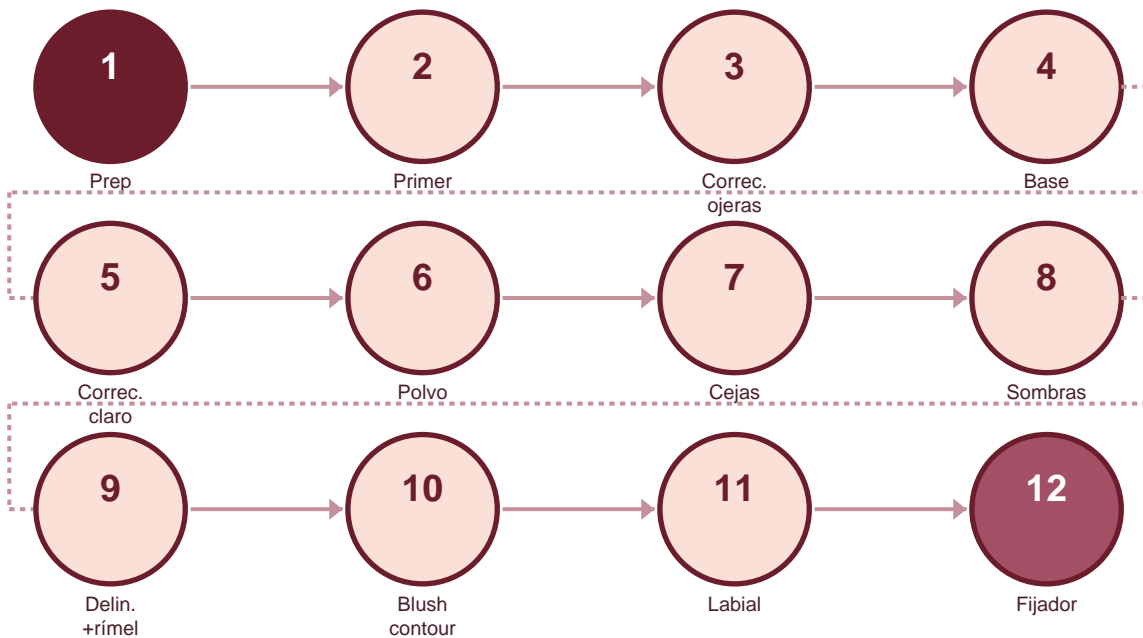 1
Prep
2
Primer
3
Correc.
ojeras
4
Base
5
Correc.
claro
6
Polvo
7
Cejas
8
Sombras
9
Delin.
+rímel
10
Blush
contour
11
Labial
12
Fijador